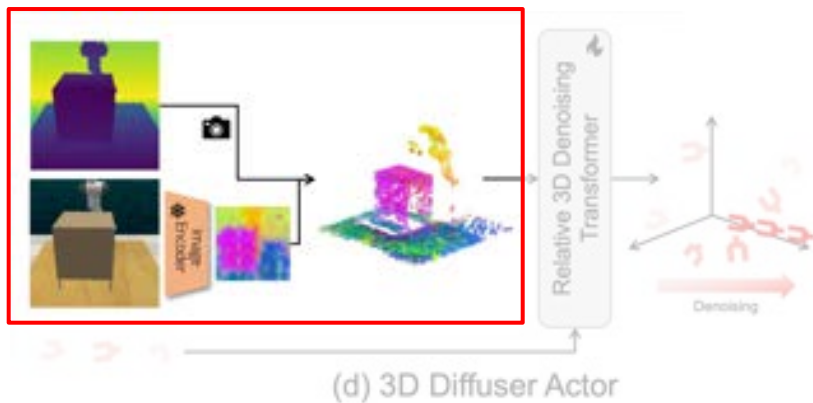 Image
Encoder
Relative 3D Denoising
Transformer
Denoising
(d) 3D Diffuser Actor